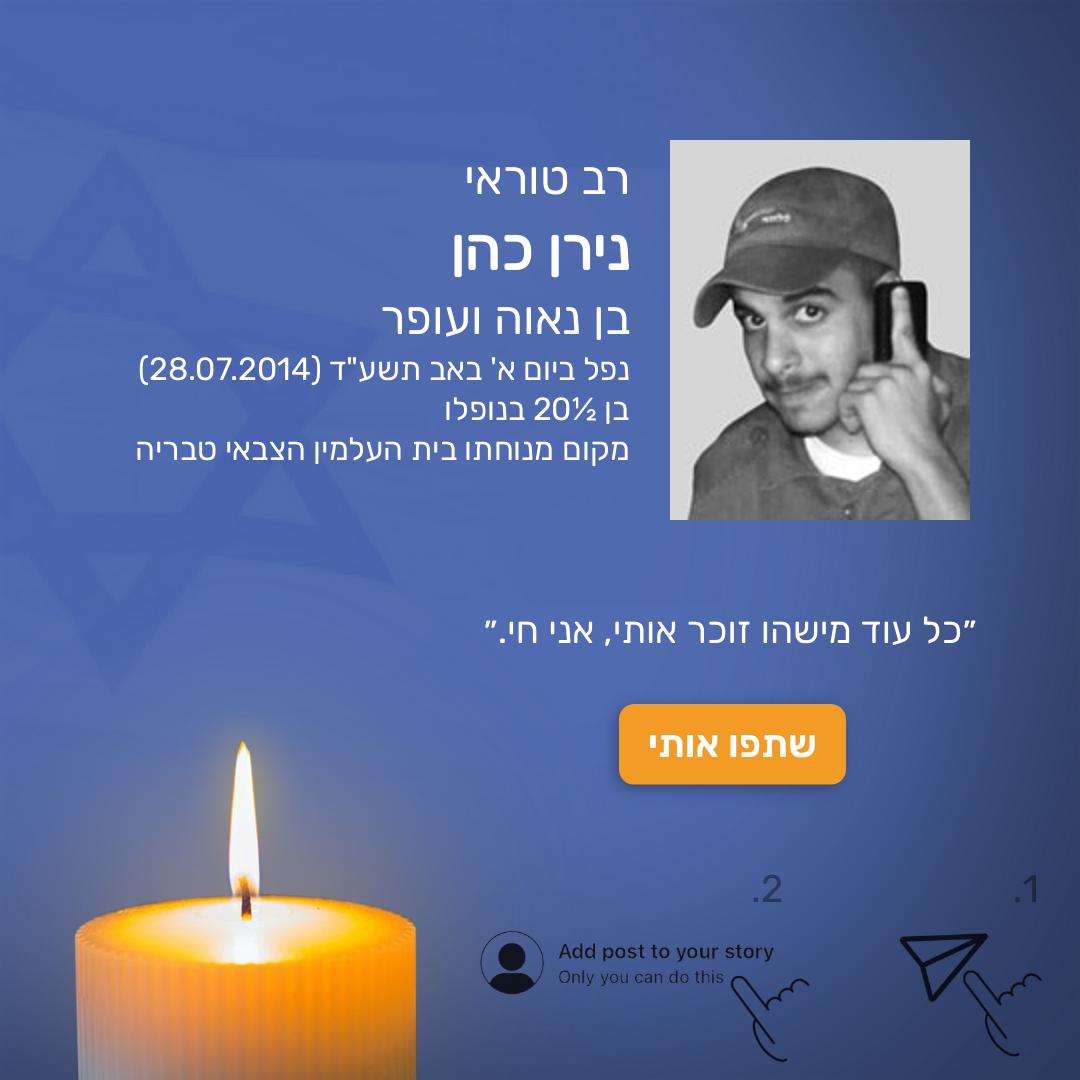 רב טוראי
נירן כהן
בן נאוה ועופר
נפל ביום א' באב תשע"ד (28.07.2014)
בן 20½ בנופלו
מקום מנוחתו בית העלמין הצבאי טבריה
״כל עוד מישהו זוכר אותי, אני חי.״
שתפו אותי
.1
.2
Add post to your story
Only you can do this